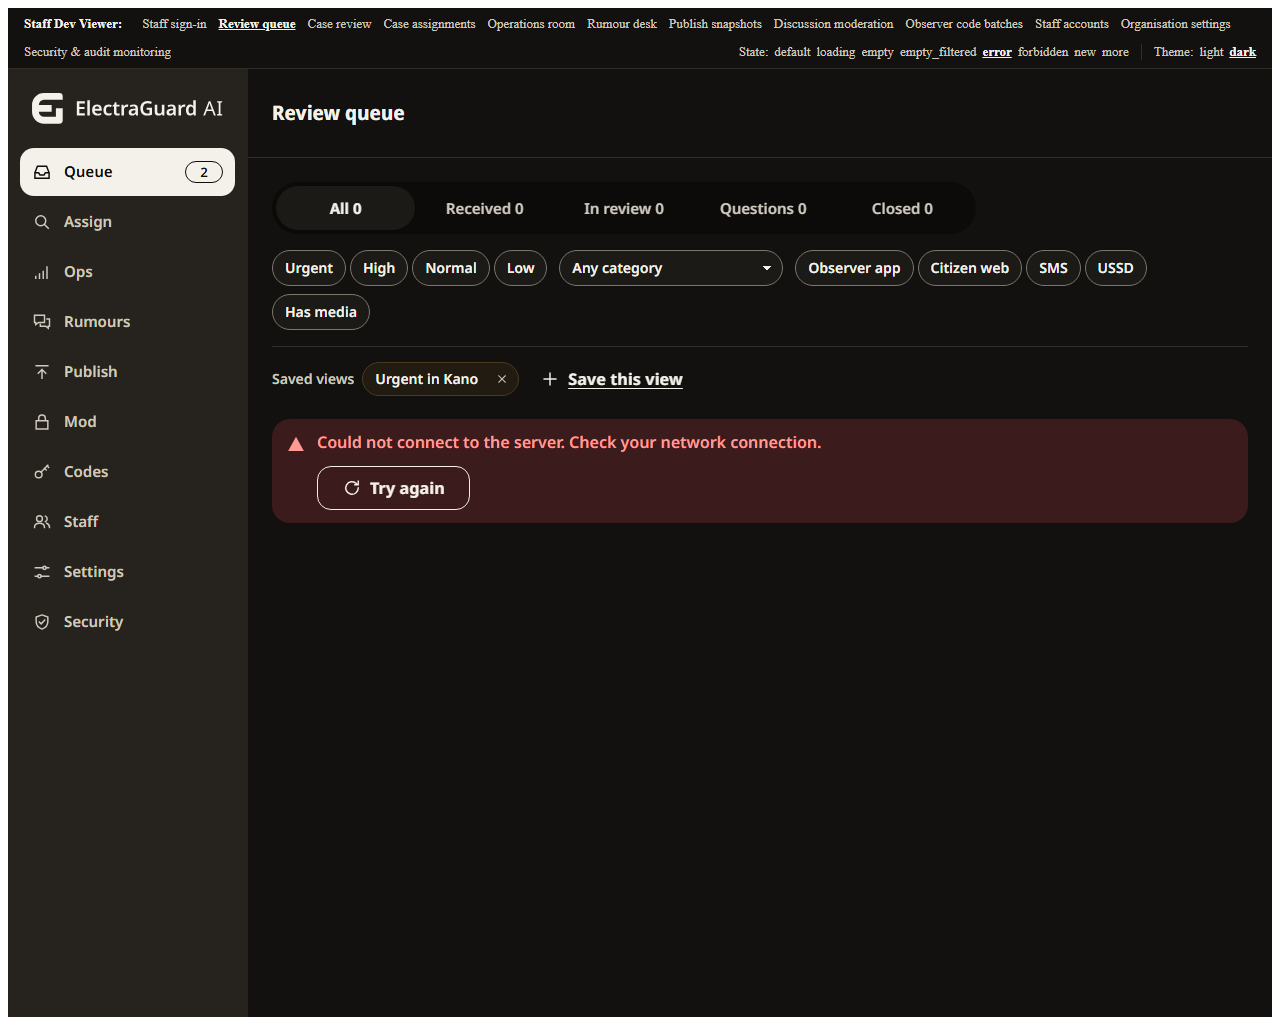 Staff Dev Viewer: Staff sign-in Review queue Case review Case assignments Operations room Rumour desk Publish snapshots Discussion moderation Observer code batches Staff accounts Organisation settings
Security & audit monitoring State: default loading empty empty_filtered error forbidden new more Theme: light dark
ElectraGuard AI
Review queue
Queue 2
Assign
Ops
Rumours
Publish
Mod
Codes
Staff
Settings
Security
All 0 Received 0 In review 0 Questions 0 Closed 0
Urgent High Normal Low Any category Observer app Citizen web SMS USSD
Has media
Saved views Urgent in Kano × + Save this view
Could not connect to the server. Check your network connection.
Try again